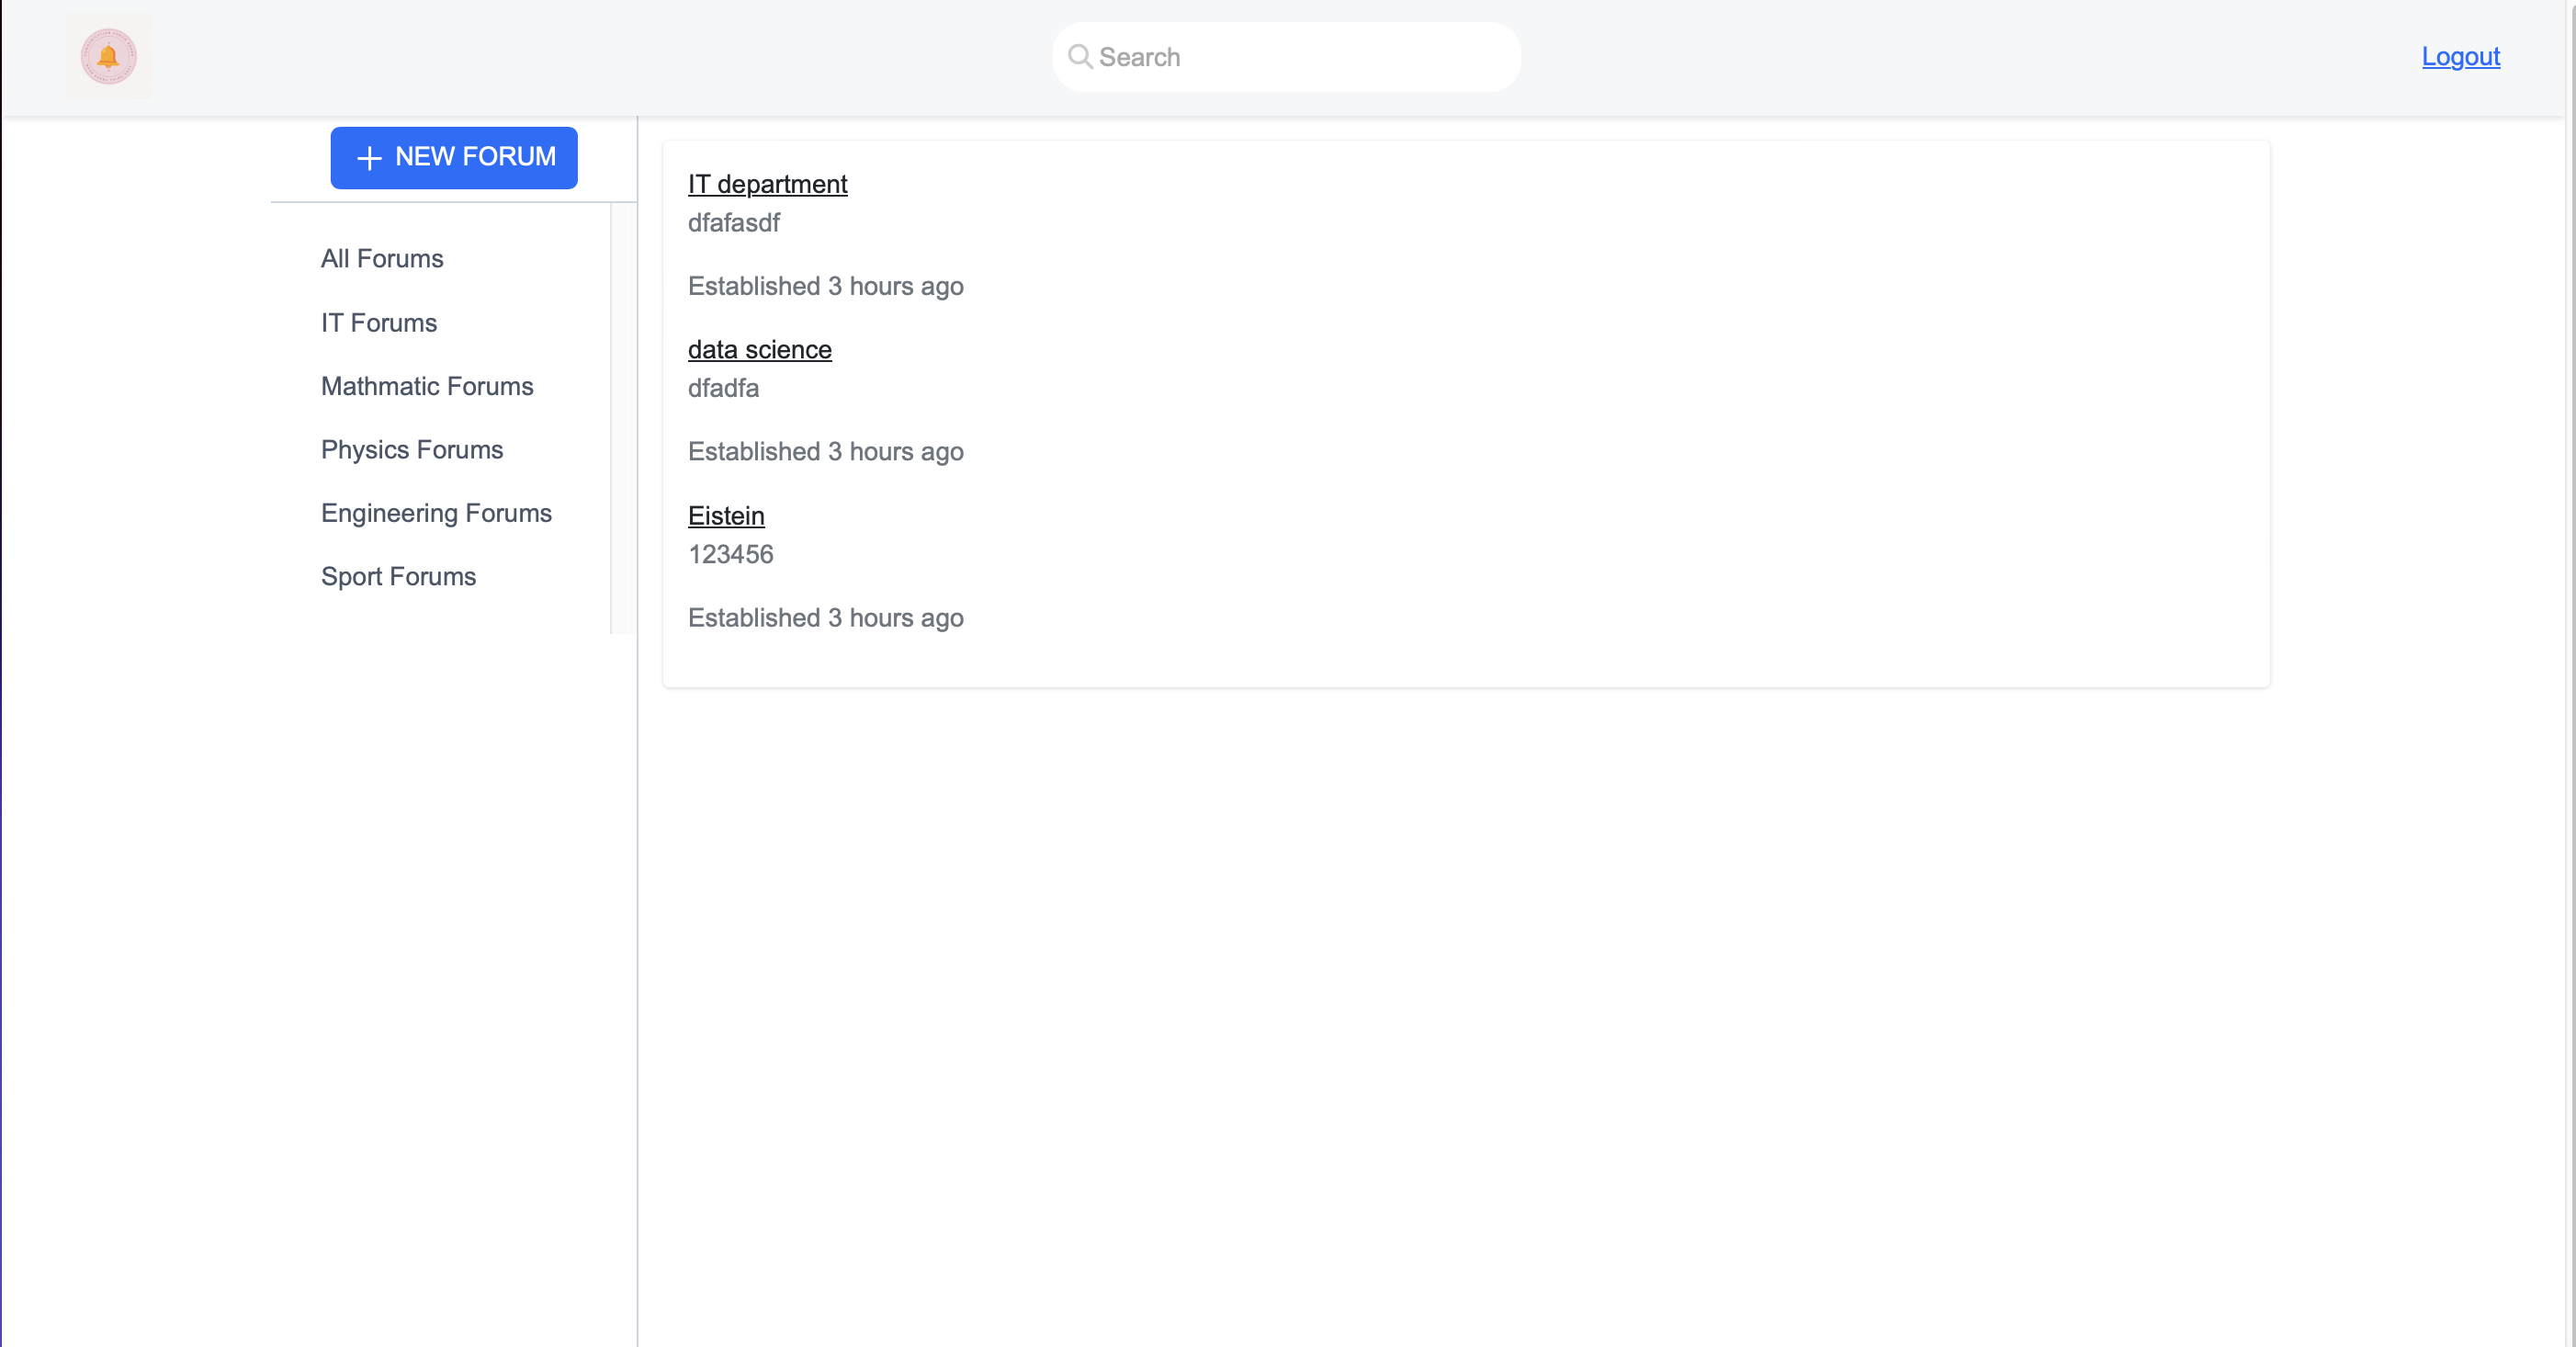 Search
Logout
NEW FORUM
All Forums
IT Forums
Mathmatic Forums
Physics Forums
Engineering Forums
Sport Forums
IT department
dfafasdf
Established 3 hours ago
data science
dfadfa
Established 3 hours ago
Eistein
123456
Established 3 hours ago